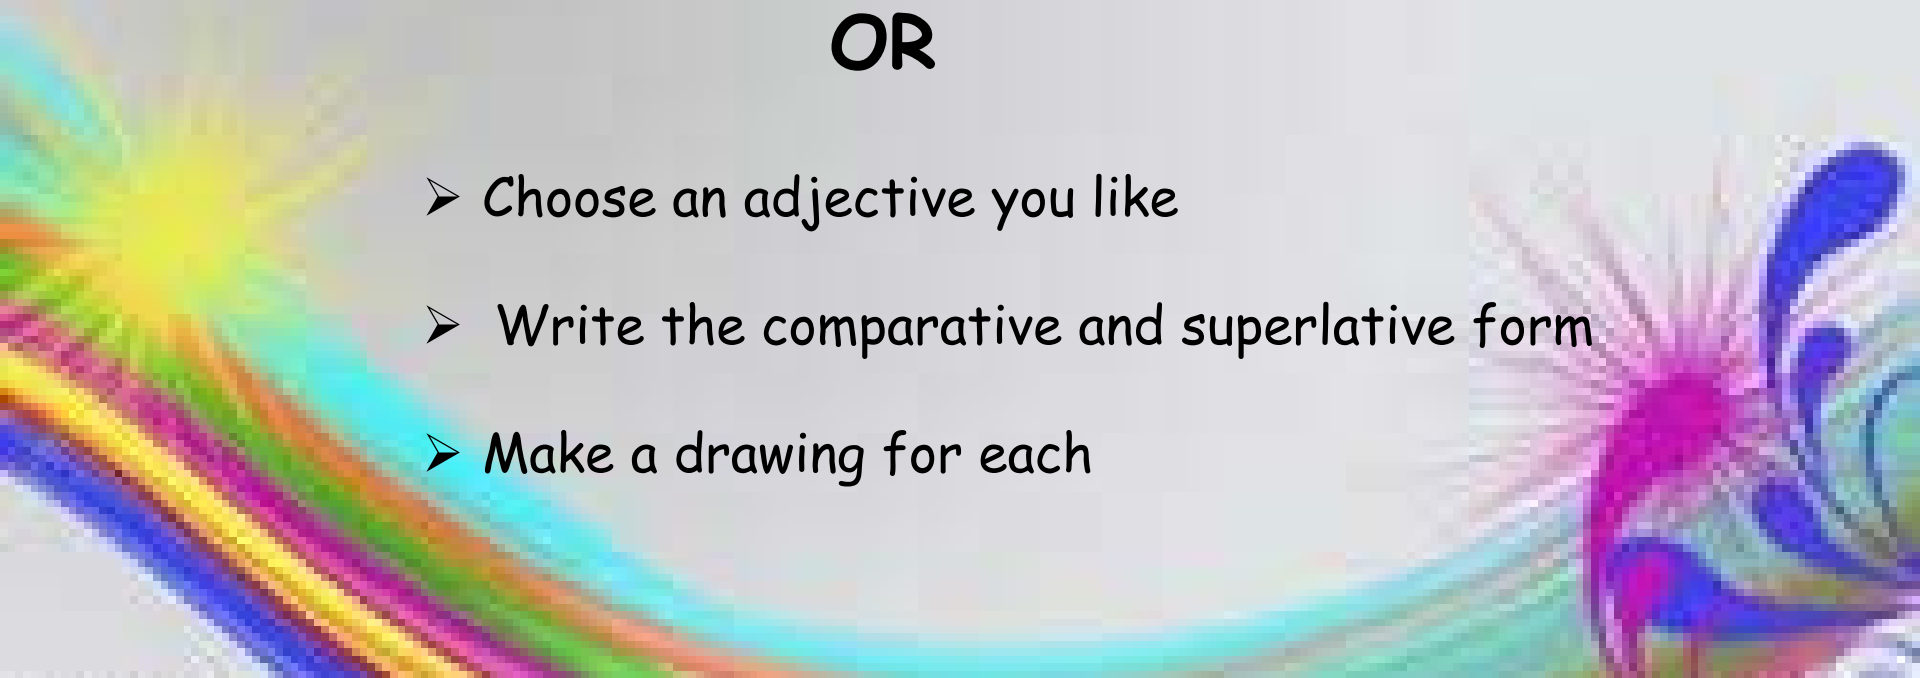 OR
➢ Choose an adjective you like
➢ Write the comparative and superlative form
➢ Make a drawing for each